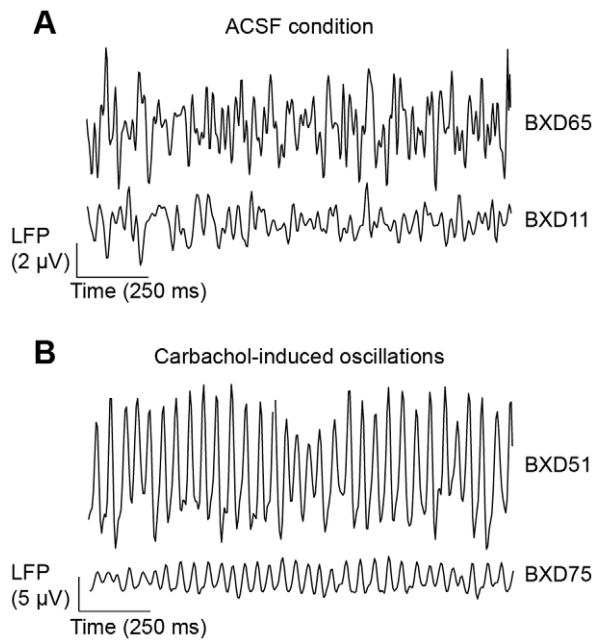 A
ACSF condition
BXD65
BXD11
LFP
(2 µV)
Time (250 ms)
B
Carbachol-induced oscillations
BXD51
BXD75
LFP
(5 µV)
Time (250 ms)